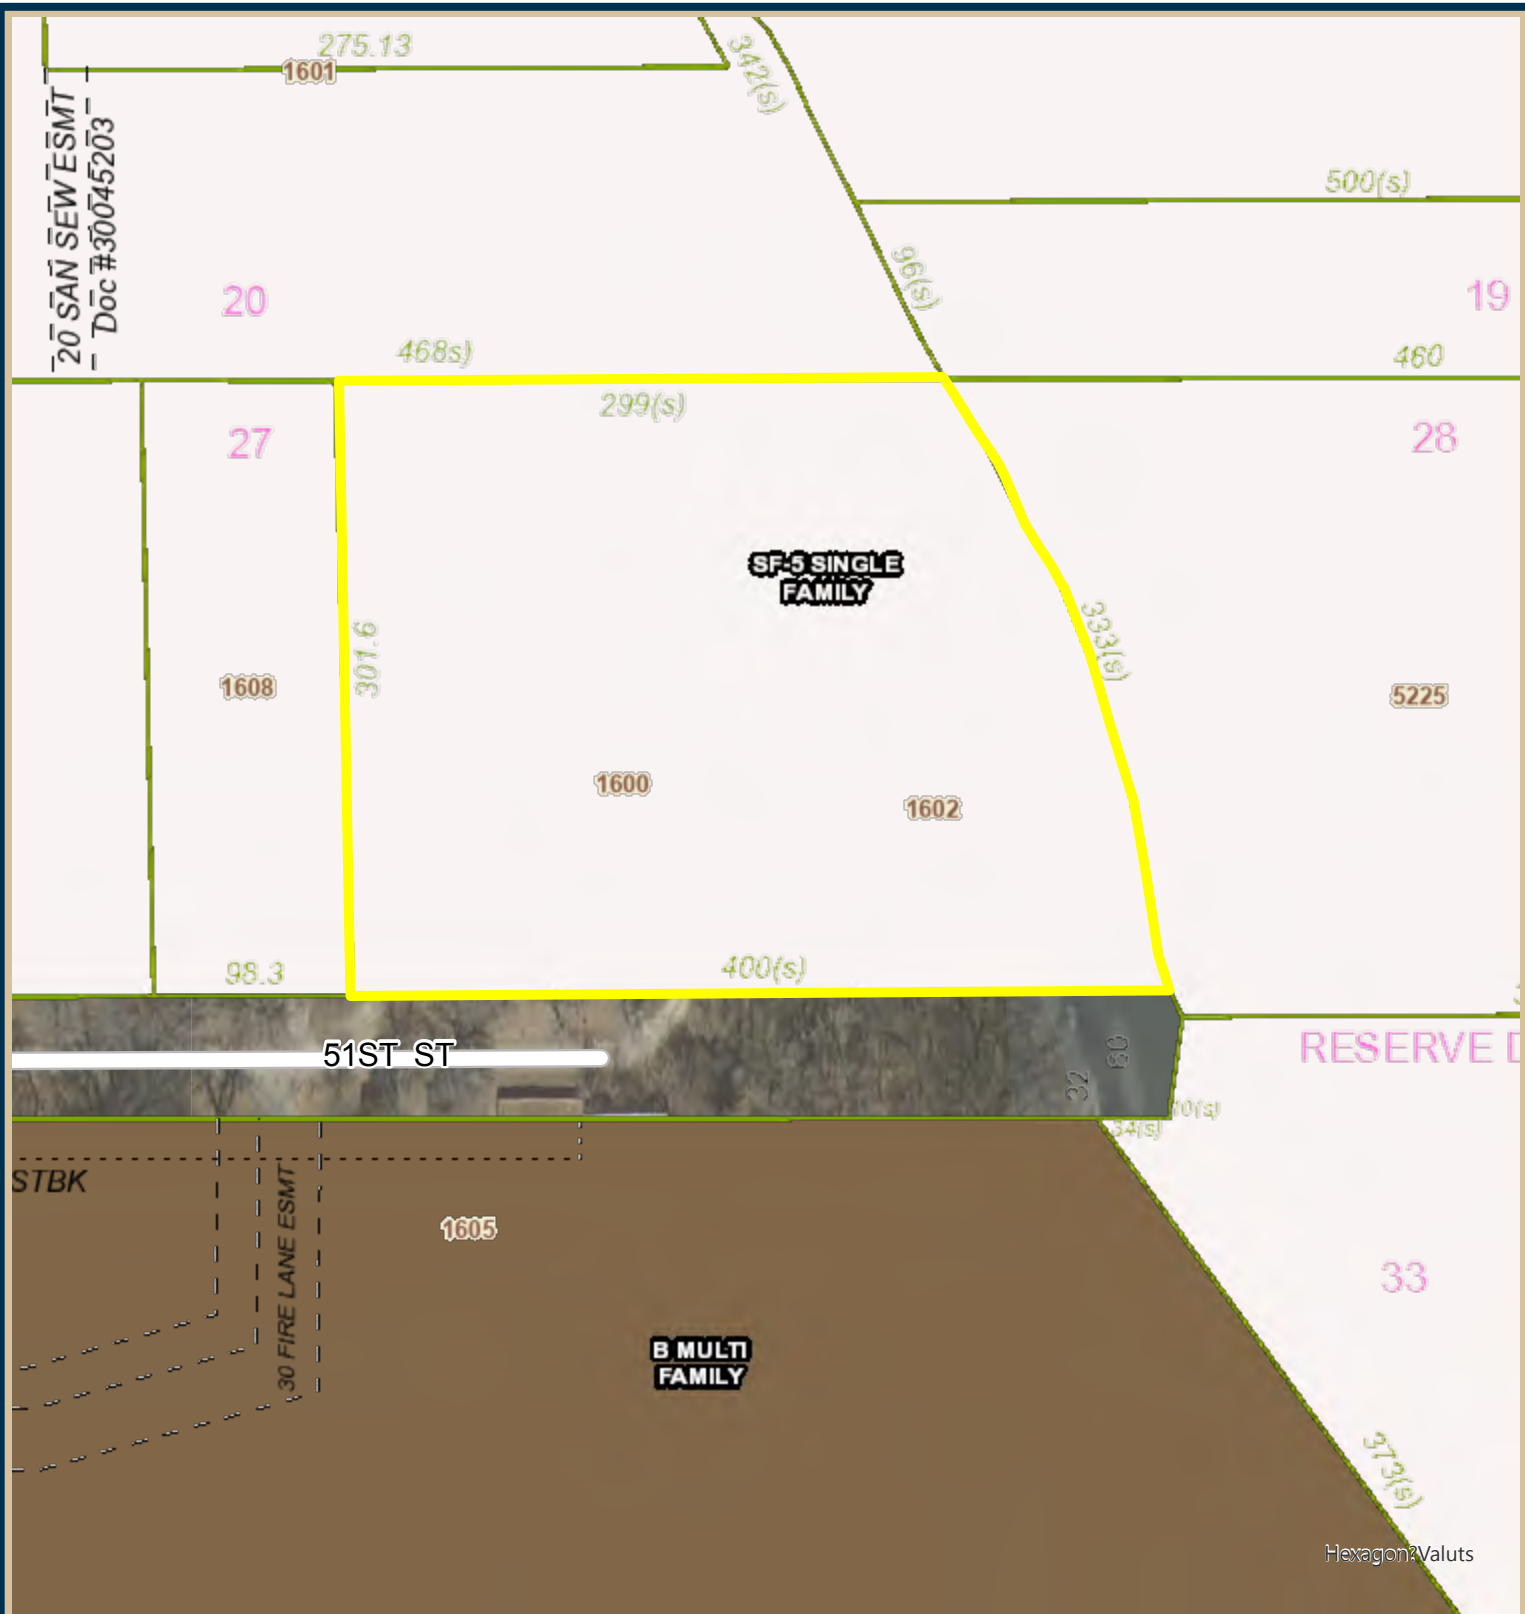 275.13
1601
342(s)
20 SAN SEW ESMT
Doc #30045203
500(s)
96(s)
20
19
468s)
460
299(s)
27
28
SF-5 SINGLE
FAMILY
301.6
333(s)
1608
5225
1600
1602
98.3
400(s)
51ST ST
60
32
RESERVE D
10(s)
34(s)
STBK
30 FIRE LANE ESMT
1605
33
B MULTI
FAMILY
373(s)
Hexagon?Valuts